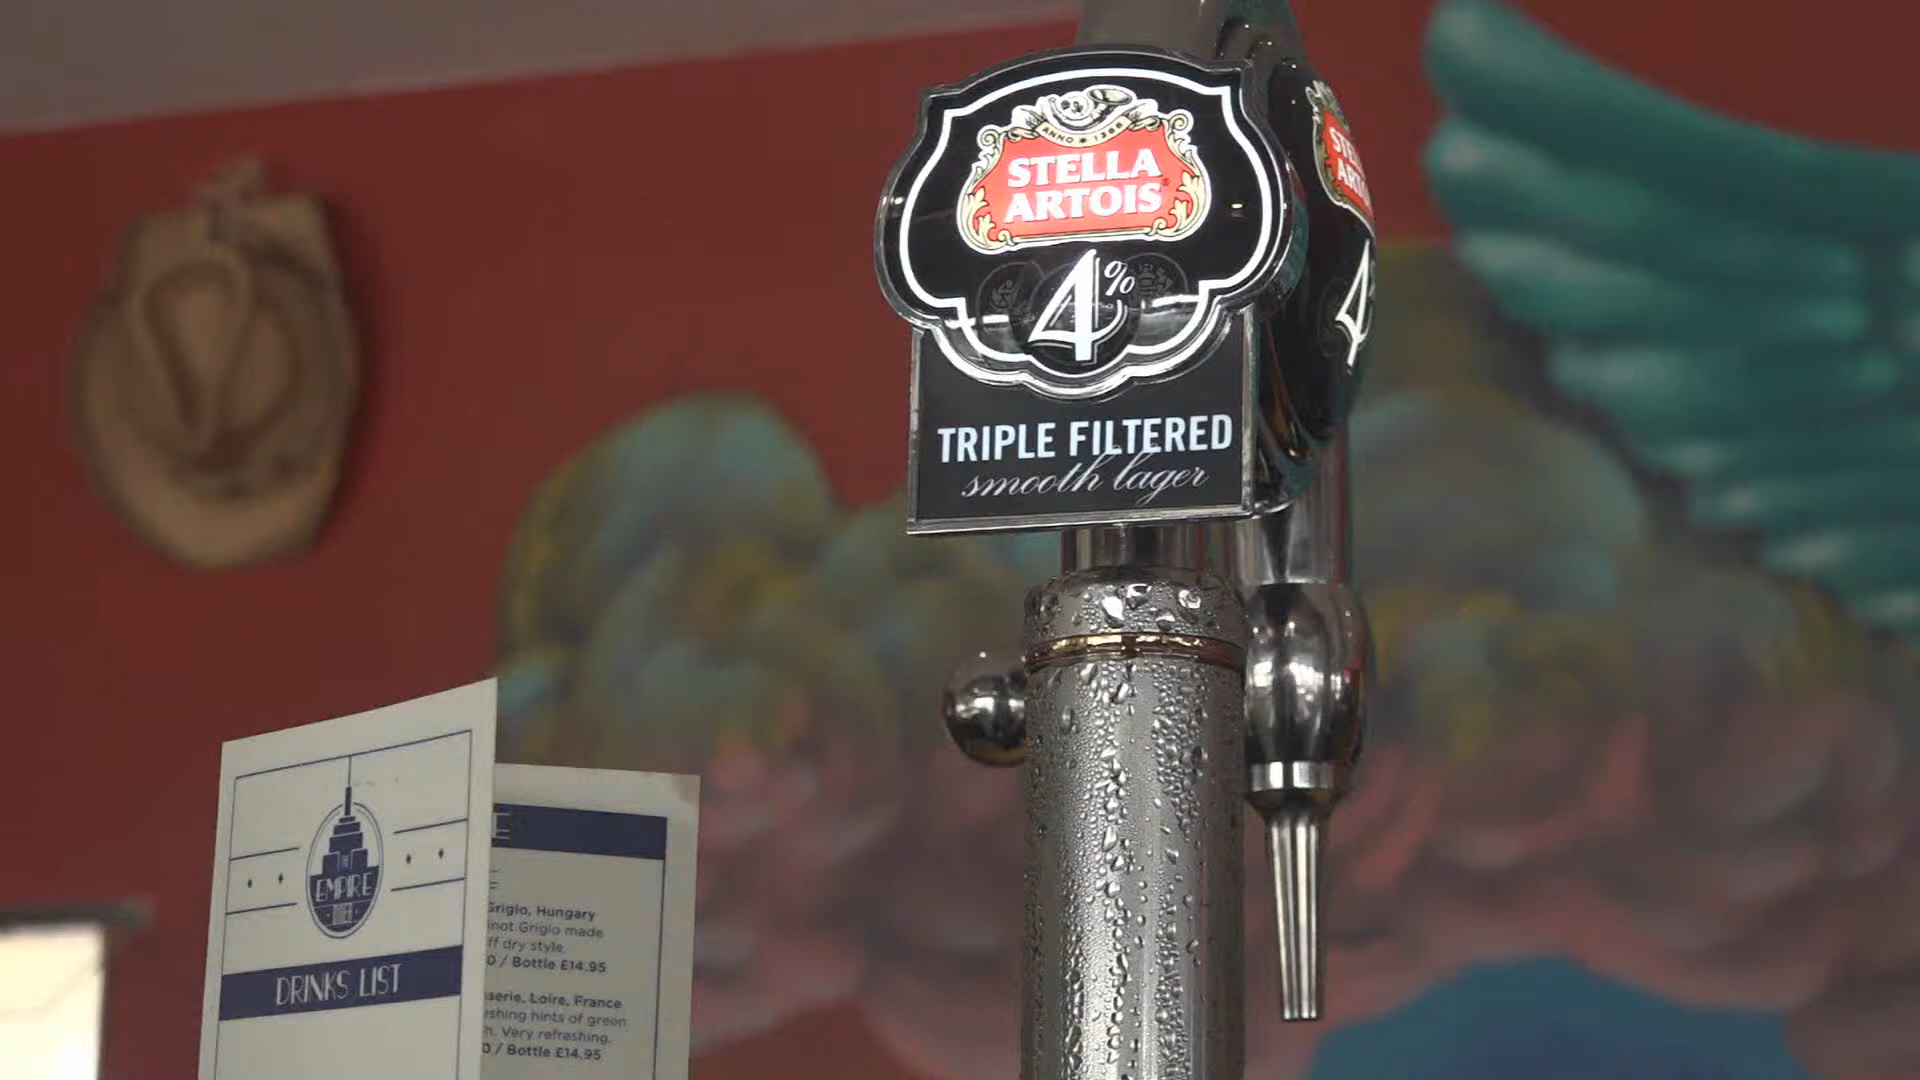 ANNO 1366
STELLA
ARTOIS
4%
TRIPLE FILTERED
smooth lager
THE
EMPIRE
DRINKS LIST
Grigio, Hungary
inot Grigio made
ff dry style.
0 / Bottle £14.95
sserie, Loire, France
eshing hints of green
h. Very refreshing.
0 / Bottle £14.95